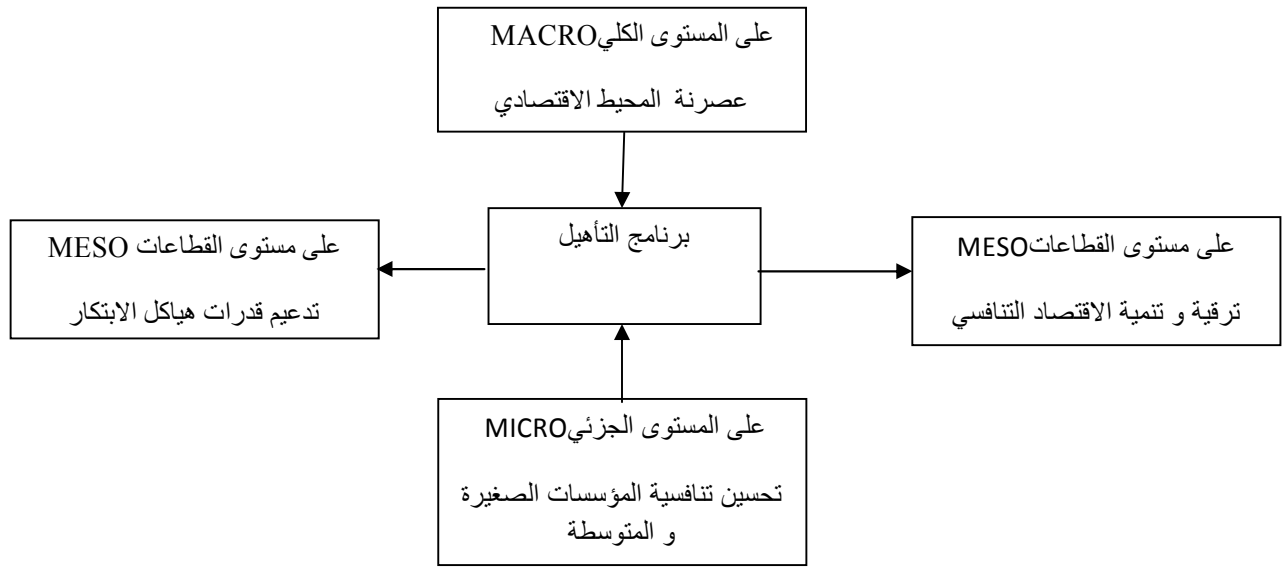 على المستوى الكليMACRO
عصرنة المحيط الاقتصادي
برنامج التأهيل
على مستوى القطاعاتMESO
ترقية و تنمية الاقتصاد التنافسي
على مستوى القطاعات MESO
تدعيم قدرات هياكل الابتكار
على المستوى الجزئيMICRO
تحسين تنافسية المؤسسات الصغيرة
و المتوسطة